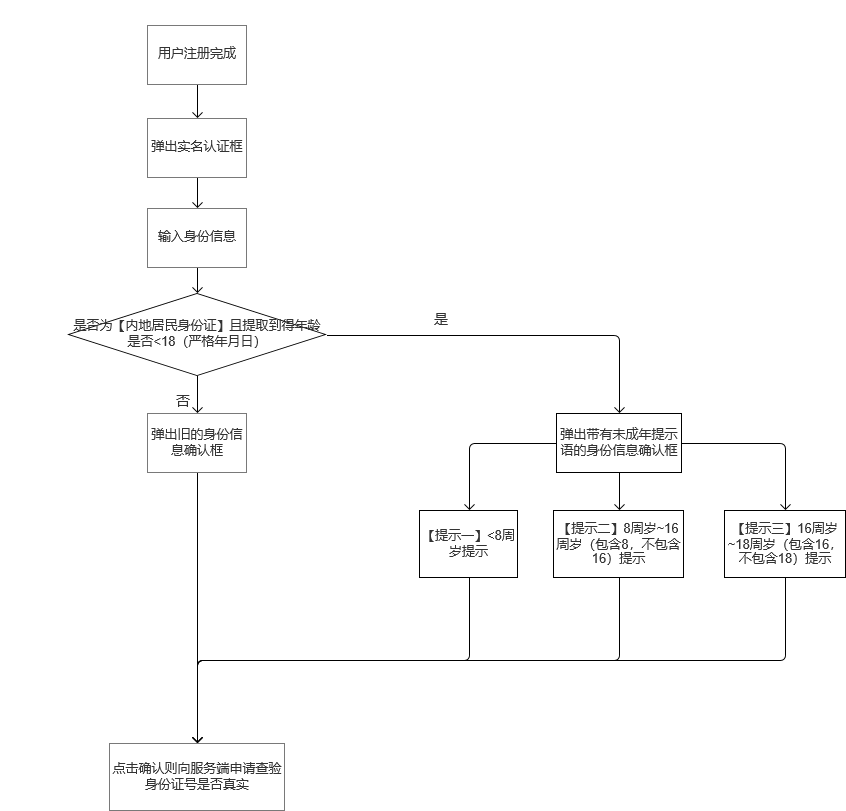 用户注册完成
弹出实名认证框
输入身份信息
是否为【内地居民身份证】且提取到得年龄
是否<18（严格年月日）
是
否
弹出旧的身份信
息确认框
弹出带有未成年提示
语的身份信息确认框
【提示一】<8周
岁提示
【提示二】8周岁~16
周岁（包含8，不包含
16）提示
【提示三】16周岁
~18周岁（包含16，
不包含18）提示
点击确认则向服务端申请查验
身份证号是否真实